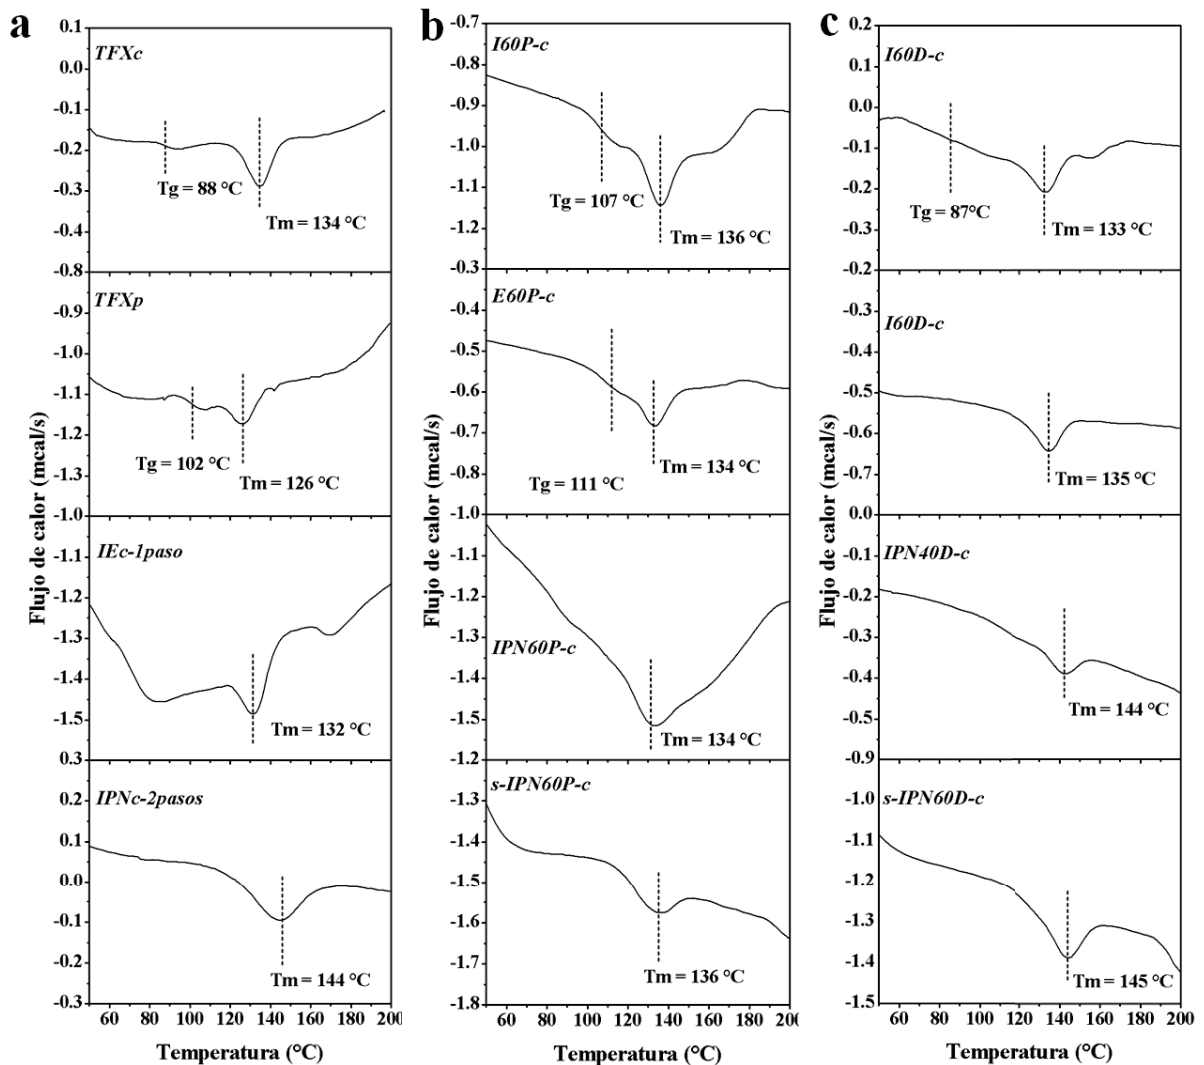 a
0.1
0.0
-0.1
-0.2
-0.3
-0.8
TFXc
Tg = 88 °C
Tm = 134 °C
-0.9
-1.0
-1.1
-1.2
-1.3
-1.0
TFXp
Tg = 102 °C
Tm = 126 °C
-1.1
-1.2
-1.3
-1.4
-1.5
0.3
IEc-1paso
Tm = 132 °C
0.2
0.1
0.0
-0.1
-0.2
-0.3
IPNc-2pasos
Tm = 144 °C
60 80 100 120 140 160 180 200
Flujo de calor (mcal/s)
Temperatura (°C)
b
-0.7
-0.8
-0.9
-1.0
-1.1
-1.2
-1.3
I60P-c
Tg = 107 °C
Tm = 136 °C
-0.4
-0.5
-0.6
-0.7
-0.8
-1.0
E60P-c
Tg = 111 °C
Tm = 134 °C
-1.1
-1.2
-1.3
-1.4
-1.5
-1.2
IPN60P-c
Tm = 134 °C
-1.3
-1.4
-1.5
-1.6
-1.7
-1.8
s-IPN60P-c
Tm = 136 °C
60 80 100 120 140 160 180 200
Flujo de calor (mcal/s)
Temperatura (°C)
c
0.2
0.1
0.0
-0.1
-0.2
-0.3
-0.2
I60D-c
Tg = 87°C
Tm = 133 °C
-0.3
-0.4
-0.5
-0.6
-0.7
0.0
I60D-c
Tm = 135 °C
-0.1
-0.2
-0.3
-0.4
-0.5
-0.9
IPN40D-c
Tm = 144 °C
-1.0
-1.1
-1.2
-1.3
-1.4
-1.5
s-IPN60D-c
Tm = 145 °C
60 80 100 120 140 160 180 200
Flujo de calor (mcal/s)
Temperatura (°C)